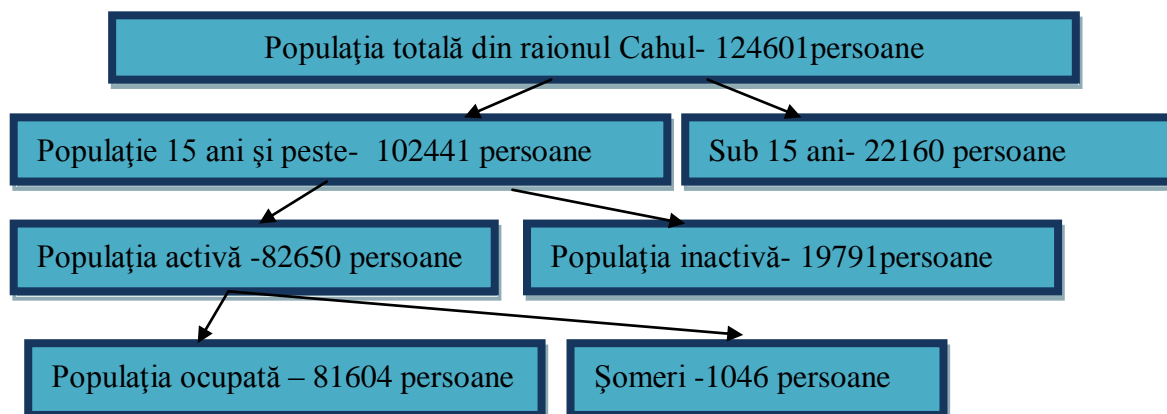 Populaţia totală din raionul Cahul- 124601persoane
Populaţie 15 ani şi peste- 102441 persoane
Sub 15 ani- 22160 persoane
Populaţia activă -82650 persoane
Populaţia inactivă- 19791persoane
Populaţia ocupată – 81604 persoane
Şomeri -1046 persoane